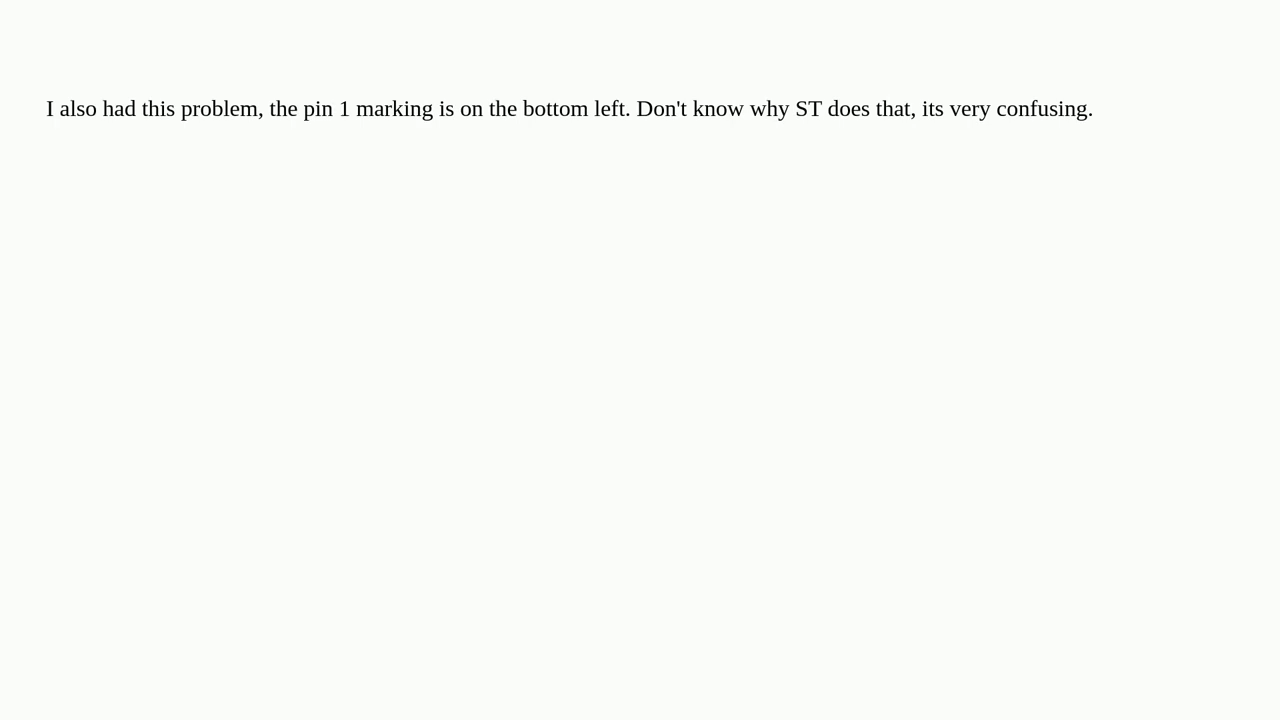 I also had this problem, the pin 1 marking is on the bottom left. Don't know why ST does that, its very confusing.